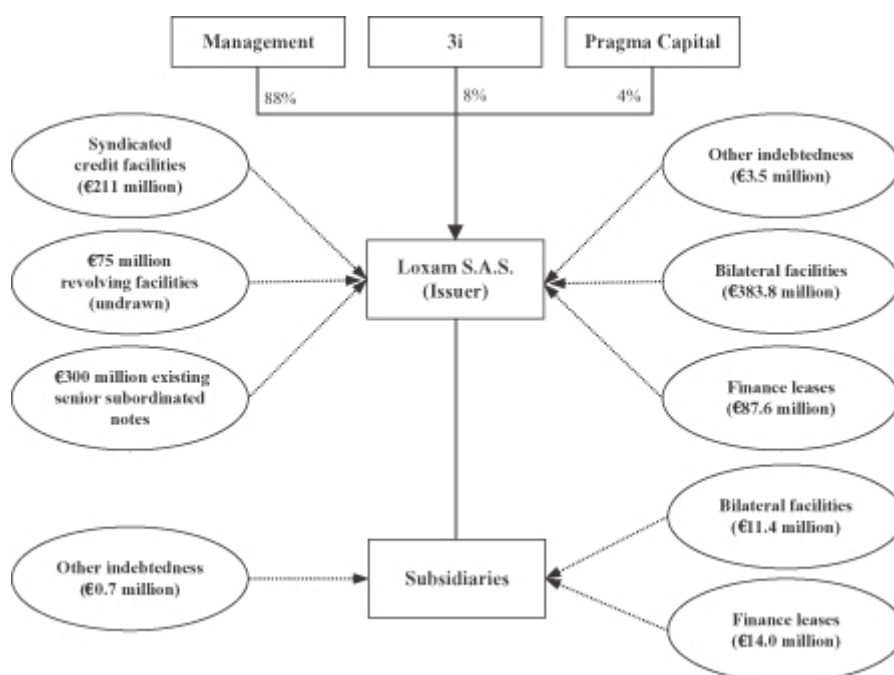 Management
3i
Pragma Capital
88%
8%
4%
Syndicated
credit facilities
(€211 million)
Other indebtedness
(€3.5 million)
€75 million
revolving facilities
(undrawn)
Loxam S.A.S.
(Issuer)
Bilateral facilities
(€383.8 million)
€300 million existing
senior subordinated
notes
Finance leases
(€87.6 million)
Bilateral facilities
(€11.4 million)
Other indebtedness
(€0.7 million)
Subsidiaries
Finance leases
(€14.0 million)